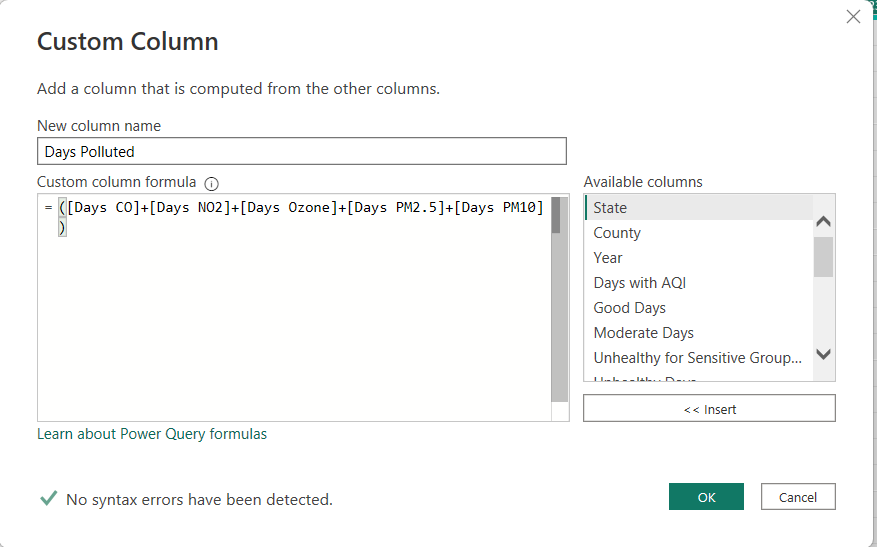 Custom Column
Add a column that is computed from the other columns.
New column name
Days Polluted
Custom column formula
= ([Days CO]+[Days NO2]+[Days Ozone]+[Days PM2.5]+[Days PM10]
)
Available columns
State
County
Year
Days with AQI
Good Days
Moderate Days
Unhealthy for Sensitive Group...
Unhealthy Days
<< Insert
Learn about Power Query formulas
No syntax errors have been detected.
OK
Cancel